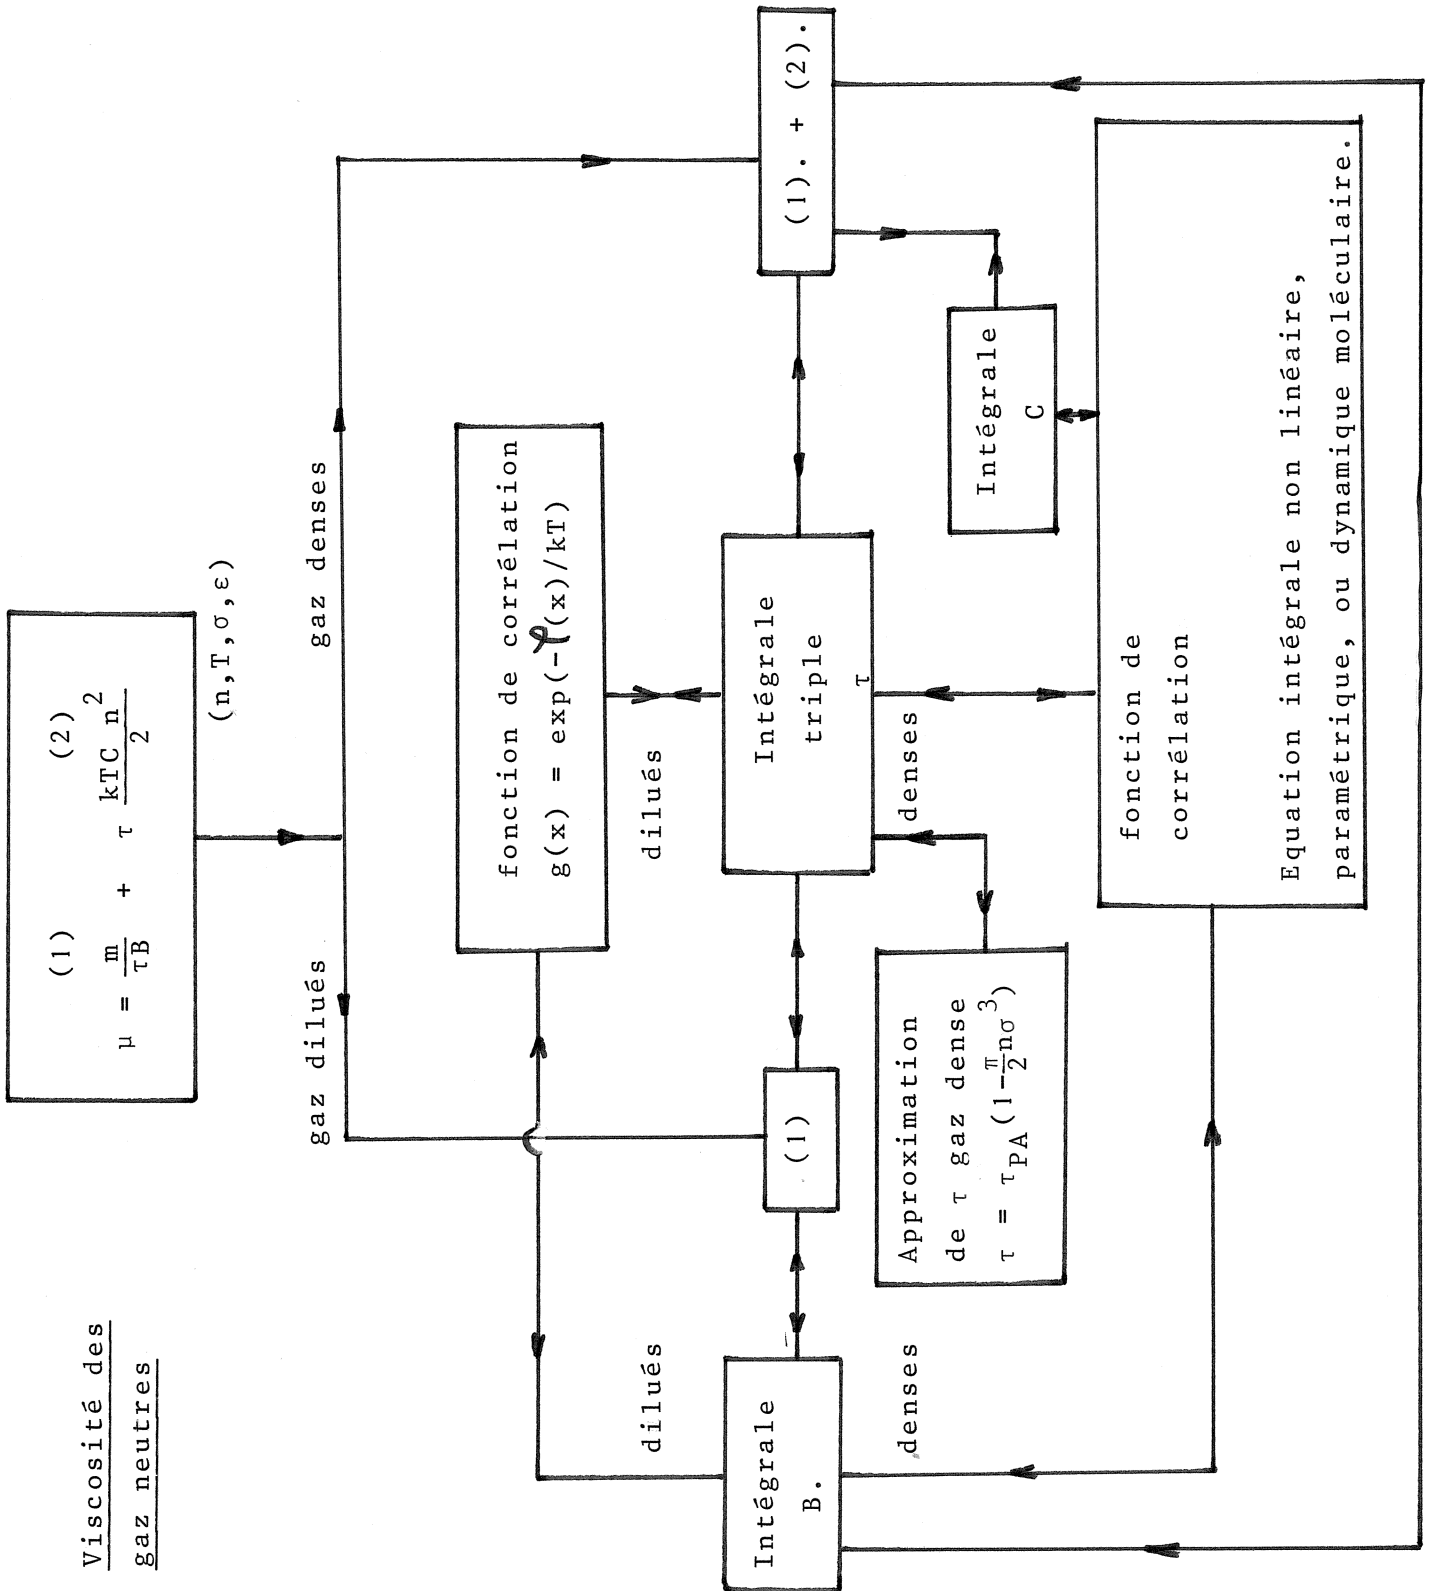 Viscosité des
gaz neutres
(1) (2)
μ = m/τB + τ kTC n²/2
(n,T,σ,ε)
gaz dilués
gaz denses
fonction de corrélation
g(x) = exp(-φ(x)/kT)
dilués
dilués
Intégrale
B.
(1)
Intégrale
triple
τ
(1). + (2).
denses
denses
Approximation
de τ gaz dense
τ = τPA(1-π/2 nσ³)
Intégrale
C
fonction de
corrélation
Equation intégrale non linéaire,
paramétrique, ou dynamique moléculaire.